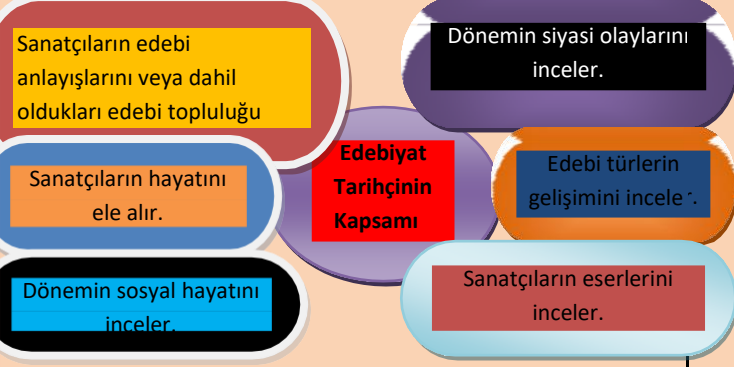 Sanatçıların edebi
anlayışlarını veya dahil
oldukları edebi topluluğu
Dönemin siyasi olaylarını
inceler.
Edebiyat
Tarihçinin
Kapsamı
Sanatçıların hayatını
ele alır.
Edebi türlerin
gelişimini inceler.
Dönemin sosyal hayatını
inceler.
Sanatçıların eserlerini
inceler.